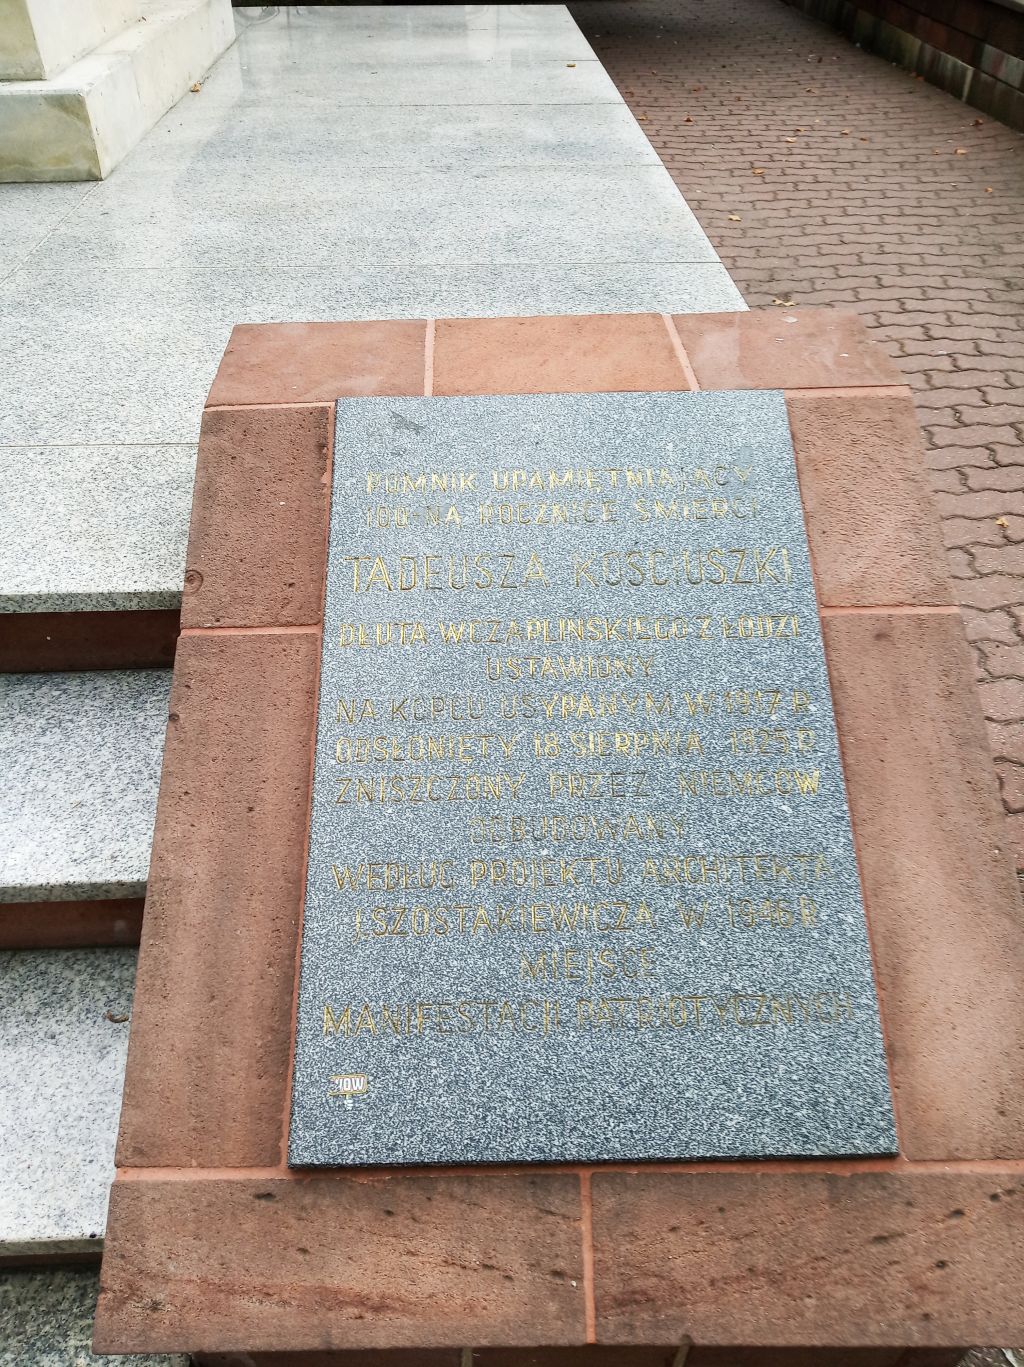 POMNIK UPAMIĘTNIAJĄCY
100-NĄ ROCZNICĘ ŚMIERCI
TADEUSZA KOŚCIUSZKI
DŁUTA WCZAPLIŃSKIEGO Z ŁODZI
USTAWIONY
NA KOPCU USYPANYM W 1917 R
ODSŁONIĘTY 18 SIERPNIA 1925 R
ZNISZCZONY PRZEZ NIEMCÓW
ODBUDOWANY
WEDŁUG PROJEKTU ARCHITEKTA
J.SZOSTAKIEWICZA W 1946 R
MIEJSCE
MANIFESTACJI PATRIOTYCZNYCH